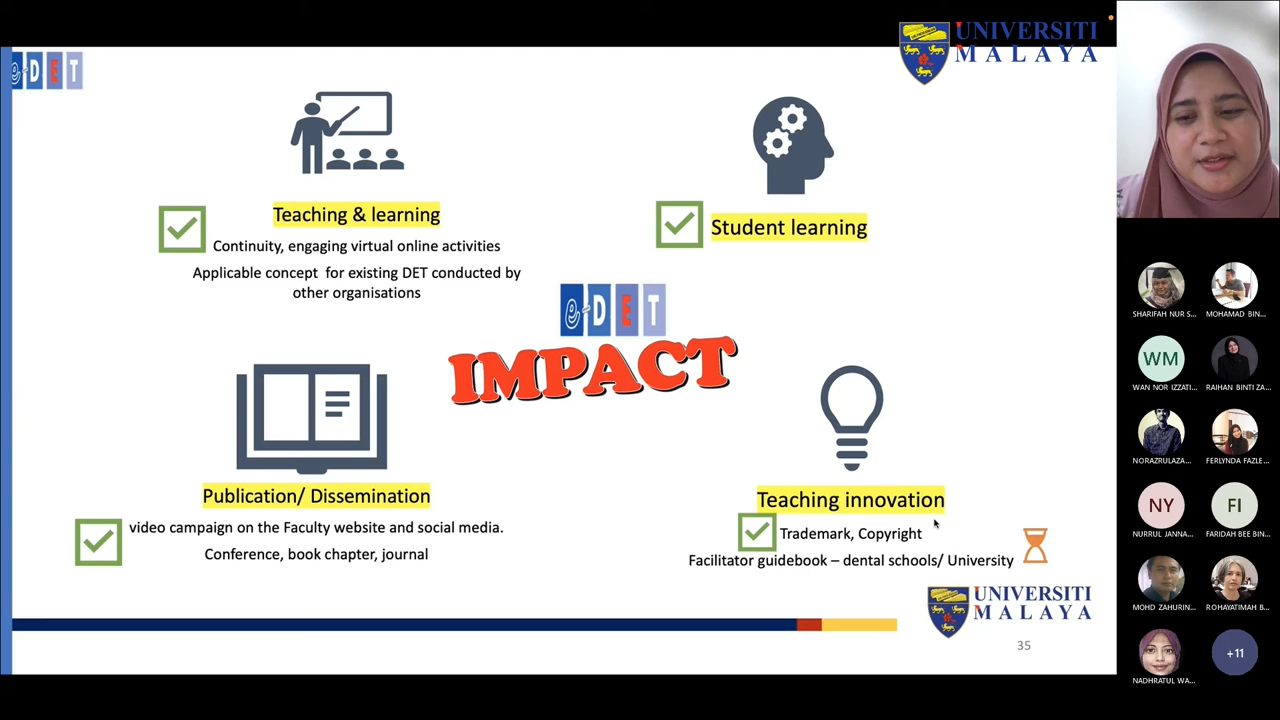 UNIVERSITI
MALAYA
e-DET
Teaching & learning
Continuity, engaging virtual online activities
Applicable concept for existing DET conducted by
other organisations
Student learning
e-DET
IMPACT
Publication/ Dissemination
video campaign on the Faculty website and social media.
Conference, book chapter, journal
Teaching innovation
Trademark, Copyright
Facilitator guidebook – dental schools/ University
UNIVERSITI
MALAYA
35
SHARIFAH NUR S...
MOHAMAD BIN...
WM
WAN NOR IZZATI...
RAIHAN BINTI ZA...
NORAZRULAZA...
FERLYNDA FAZLE...
NY
FI
NURRUL JANNA...
FARIDAH BEE BIN...
MOHD ZAHURIN...
ROHAYATIMAH B...
+11
NADHRATUL WA...